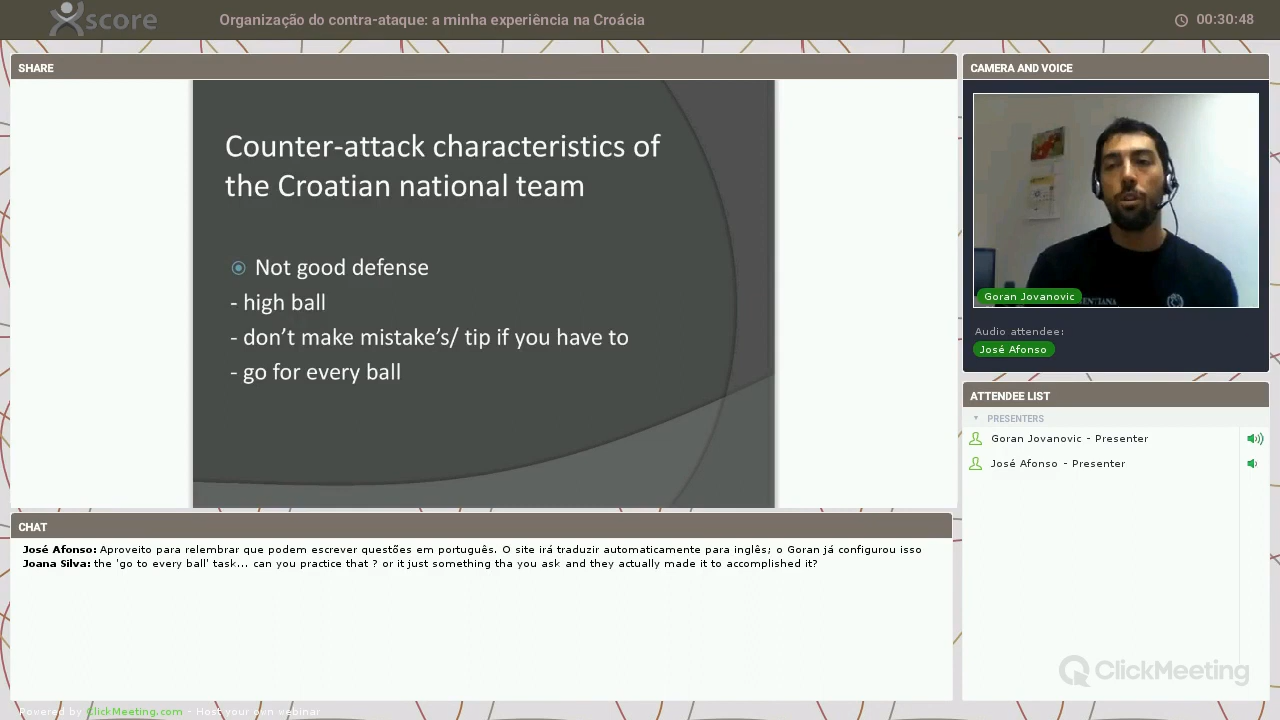 score
Organização do contra-ataque: a minha experiência na Croácia
00:30:48
SHARE
Counter-attack characteristics of
the Croatian national team
Not good defense
- high ball
- don't make mistake's/ tip if you have to
- go for every ball
CAMERA AND VOICE
Goran Jovanovic
Audio attendee:
José Afonso
ATTENDEE LIST
PRESENTERS
Goran Jovanovic - Presenter
José Afonso - Presenter
CHAT
José Afonso: Aproveito para relembrar que podem escrever questões em português. O site irá traduzir automaticamente para inglês; o Goran já configurou isso
Joana Silva: the 'go to every ball' task... can you practice that ? or it just something tha you ask and they actually made it to accomplished it?
ClickMeeting
Powered by ClickMeeting.com - Host your own webinar